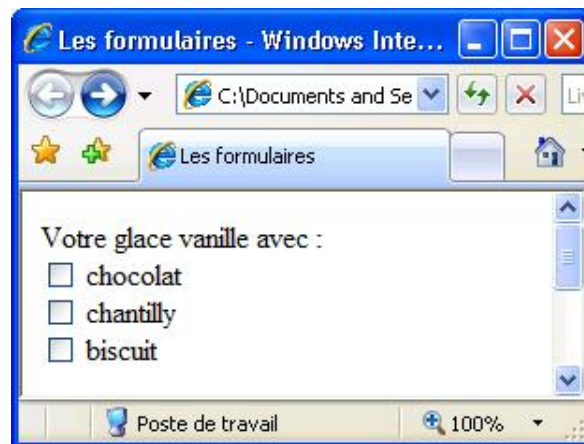 Les formulaires - Windows Inte...
C:\Documents and Se
Les formulaires
Votre glace vanille avec :
chocolat
chantilly
biscuit
Poste de travail 100%